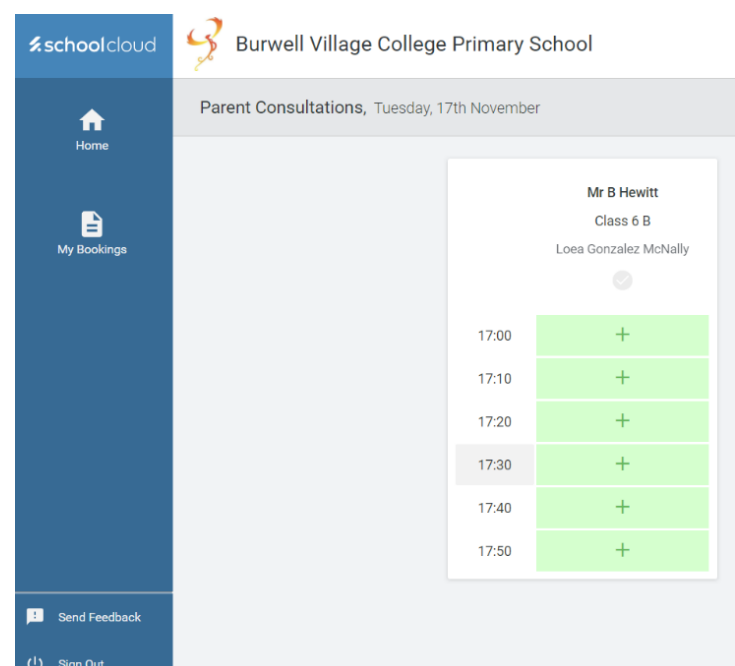 schoolcloud
Burwell Village College Primary School
Parent Consultations, Tuesday, 17th November
Home
My Bookings
Mr B Hewitt
Class 6 B
Loea Gonzalez McNally
17:00 +
17:10 +
17:20 +
17:30 +
17:40 +
17:50 +
Send Feedback
Sign Out